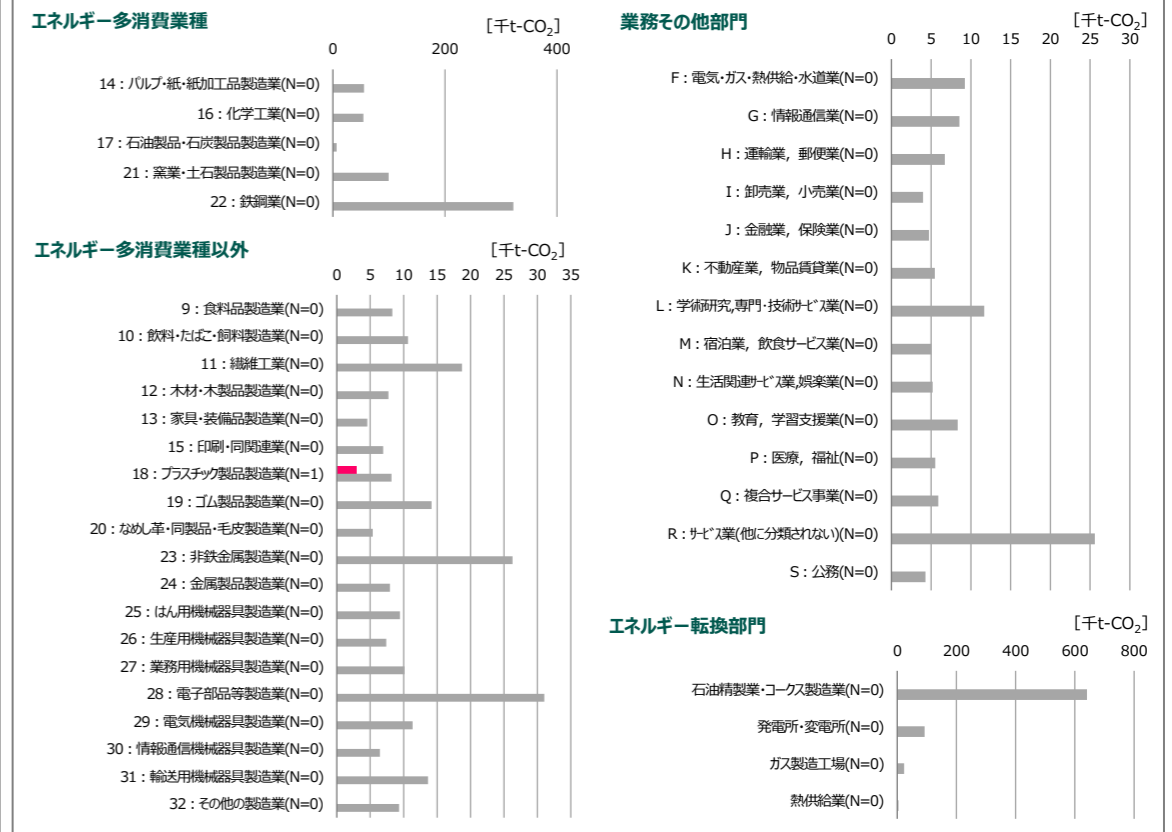 エネルギー多消費業種
[千t-CO2]
0 200 400
14：パルプ・紙・紙加工品製造業(N=0)
16：化学工業(N=0)
17：石油製品・石炭製品製造業(N=0)
21：窯業・土石製品製造業(N=0)
22：鉄鋼業(N=0)
エネルギー多消費業種以外
[千t-CO2]
0 5 10 15 20 25 30 35
9：食料品製造業(N=0)
10：飲料・たばこ・飼料製造業(N=0)
11：繊維工業(N=0)
12：木材・木製品製造業(N=0)
13：家具・装備品製造業(N=0)
15：印刷・同関連業(N=0)
18：プラスチック製品製造業(N=1)
19：ゴム製品製造業(N=0)
20：なめし革・同製品・毛皮製造業(N=0)
23：非鉄金属製造業(N=0)
24：金属製品製造業(N=0)
25：はん用機械器具製造業(N=0)
26：生産用機械器具製造業(N=0)
27：業務用機械器具製造業(N=0)
28：電子部品等製造業(N=0)
29：電気機械器具製造業(N=0)
30：情報通信機械器具製造業(N=0)
31：輸送用機械器具製造業(N=0)
32：その他の製造業(N=0)
業務その他部門
[千t-CO2]
0 5 10 15 20 25 30
F：電気・ガス・熱供給・水道業(N=0)
G：情報通信業(N=0)
H：運輸業，郵便業(N=0)
I：卸売業，小売業(N=0)
J：金融業，保険業(N=0)
K：不動産業，物品賃貸業(N=0)
L：学術研究,専門・技術ｻｰﾋﾞｽ業(N=0)
M：宿泊業，飲食サービス業(N=0)
N：生活関連ｻｰﾋﾞｽ業,娯楽業(N=0)
O：教育，学習支援業(N=0)
P：医療，福祉(N=0)
Q：複合サービス事業(N=0)
R：ｻｰﾋﾞｽ業(他に分類されない)(N=0)
S：公務(N=0)
エネルギー転換部門
[千t-CO2]
0 200 400 600 800
石油精製業・コークス製造業(N=0)
発電所・変電所(N=0)
ガス製造工場(N=0)
熱供給業(N=0)